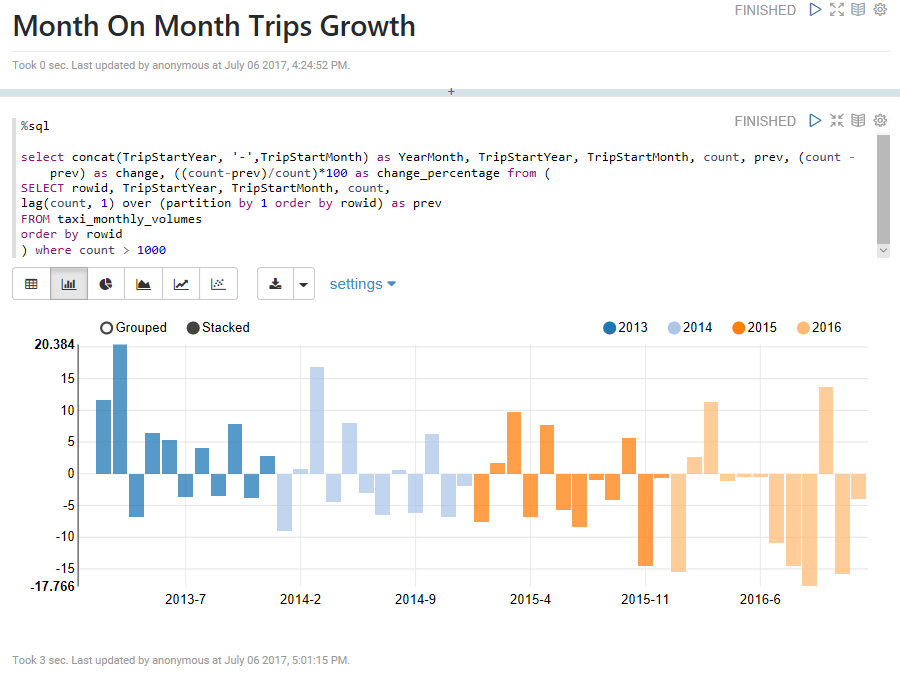 Month On Month Trips Growth
FINISHED
Took 0 sec. Last updated by anonymous at July 06 2017, 4:24:52 PM.
+
FINISHED
%sql
select concat(TripStartYear, '-',TripStartMonth) as YearMonth, TripStartYear, TripStartMonth, count, prev, (count -
prev) as change, ((count-prev)/count)*100 as change_percentage from (
SELECT rowid, TripStartYear, TripStartMonth, count,
lag(count, 1) over (partition by 1 order by rowid) as prev
FROM taxi_monthly_volumes
order by rowid
) where count > 1000
settings
Grouped Stacked 2013 2014 2015 2016
20.384
15
10
5
0
-5
-10
-15
-17.766
2013-7 2014-2 2014-9 2015-4 2015-11 2016-6
Took 3 sec. Last updated by anonymous at July 06 2017, 5:01:15 PM.